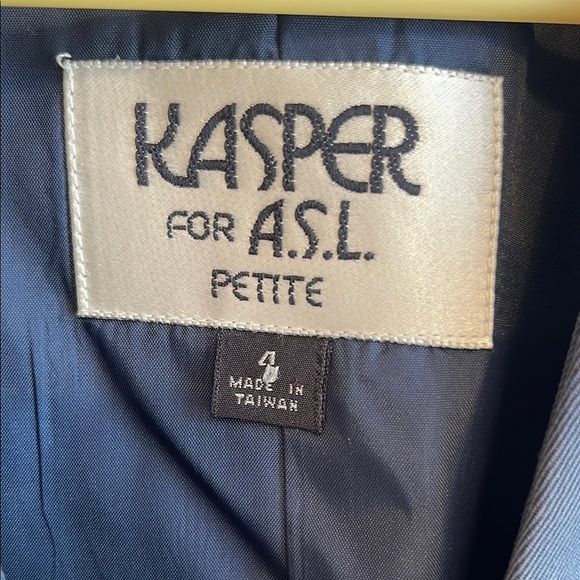 KASPER
FOR A.S.L.
PETITE
4
MADE IN
TAIWAN